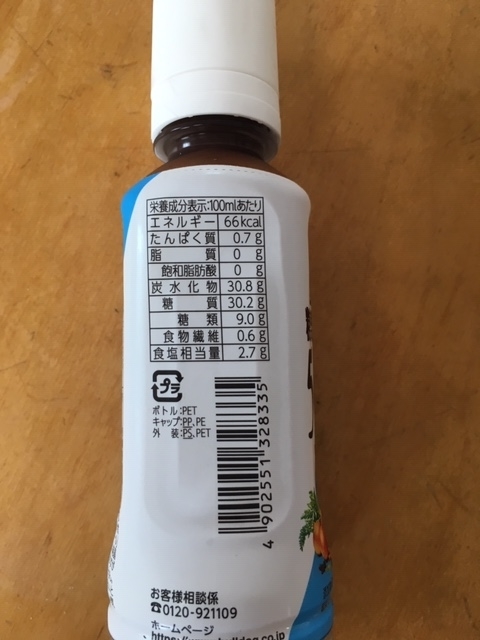 栄養成分表示:100mlあたり
エネルギー 66kcal
たんぱく質 0.7g
脂質 0g
飽和脂肪酸 0g
炭水化物 30.8g
糖質 30.2g
糖類 9.0g
食物繊維 0.6g
食塩相当量 2.7g
プラ
ボトル:PET
キャップ:PP,PE
外装:PS,PET
4 902551 328335
お客様相談係
☎0120-921109
ホームページ